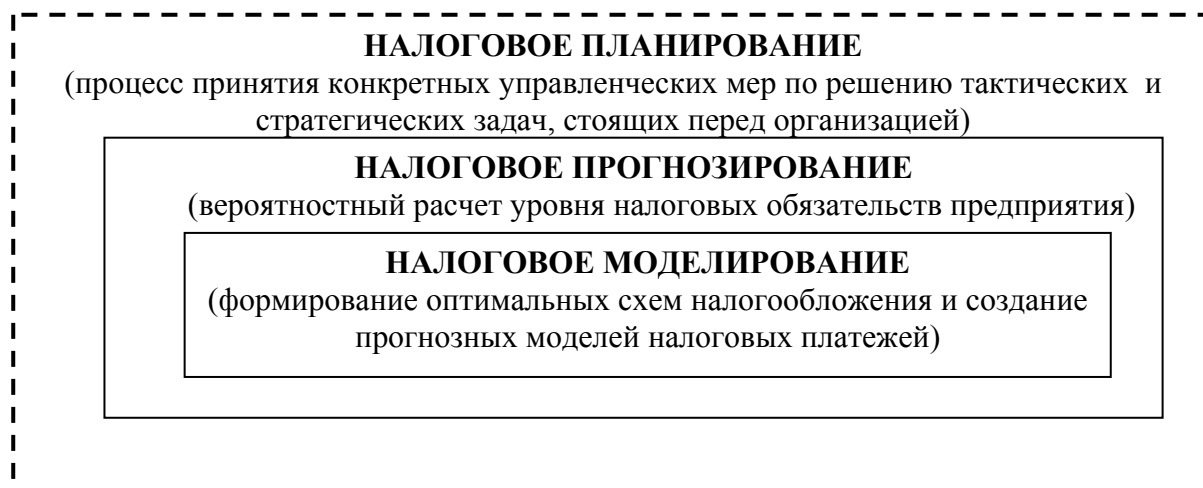 НАЛОГОВОЕ ПЛАНИРОВАНИЕ
(процесс принятия конкретных управленческих мер по решению тактических и
стратегических задач, стоящих перед организацией)
НАЛОГОВОЕ ПРОГНОЗИРОВАНИЕ
(вероятностный расчет уровня налоговых обязательств предприятия)
НАЛОГОВОЕ МОДЕЛИРОВАНИЕ
(формирование оптимальных схем налогообложения и создание
прогнозных моделей налоговых платежей)